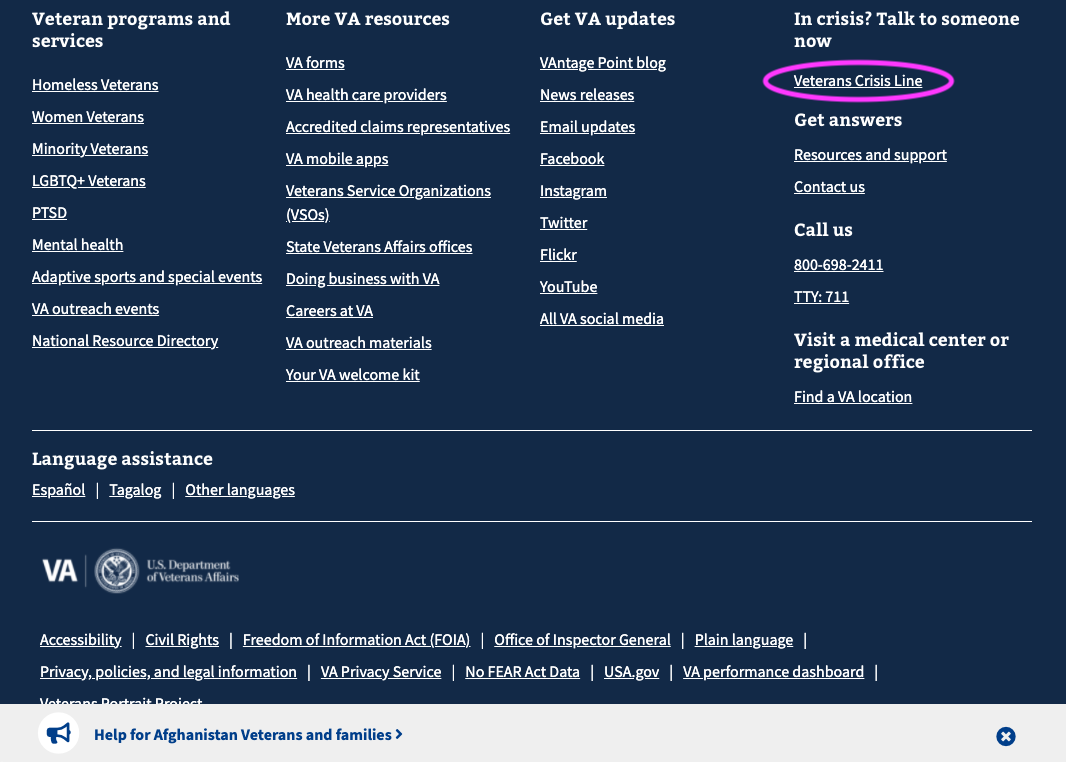 Veteran programs and
services
Homeless Veterans
Women Veterans
Minority Veterans
LGBTQ+ Veterans
PTSD
Mental health
Adaptive sports and special events
VA outreach events
National Resource Directory
More VA resources
VA forms
VA health care providers
Accredited claims representatives
VA mobile apps
Veterans Service Organizations
(VSOs)
State Veterans Affairs offices
Doing business with VA
Careers at VA
VA outreach materials
Your VA welcome kit
Get VA updates
VAntage Point blog
News releases
Email updates
Facebook
Instagram
Twitter
Flickr
YouTube
All VA social media
In crisis? Talk to someone
now
Veterans Crisis Line
Get answers
Resources and support
Contact us
Call us
800-698-2411
TTY: 711
Visit a medical center or
regional office
Find a VA location
Language assistance
Español | Tagalog | Other languages
VA | U.S. Department
of Veterans Affairs
Accessibility | Civil Rights | Freedom of Information Act (FOIA) | Office of Inspector General | Plain language |
Privacy, policies, and legal information | VA Privacy Service | No FEAR Act Data | USA.gov | VA performance dashboard |
Veterans Portrait Project
Help for Afghanistan Veterans and families >